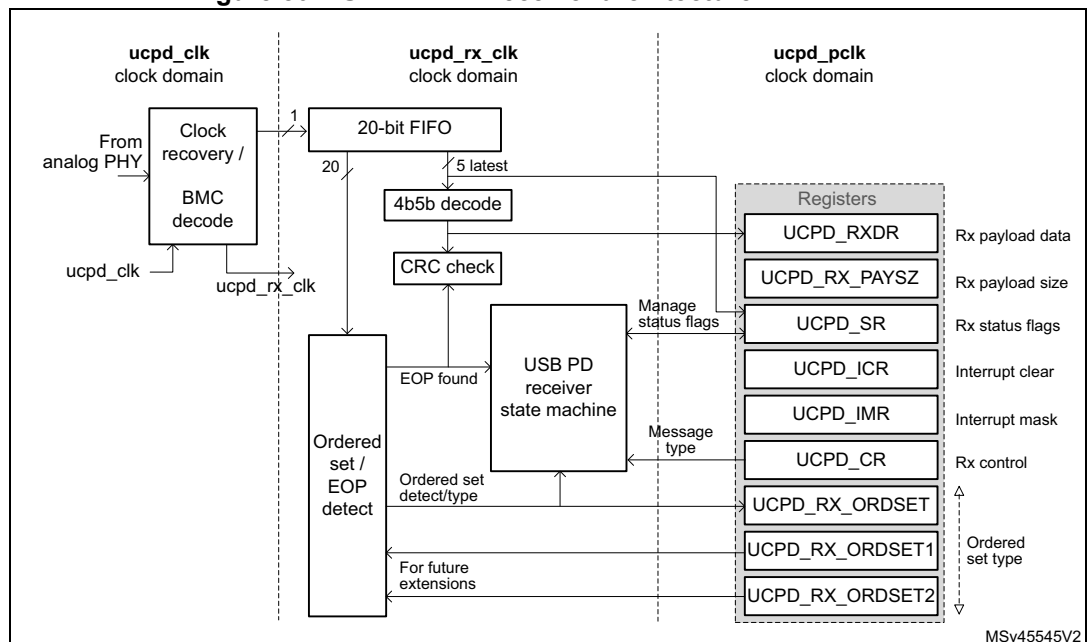 ucpd_clk
clock domain
ucpd_rx_clk
clock domain
ucpd_pclk
clock domain
From
analog PHY
Clock
recovery /
BMC
decode
ucpd_clk
ucpd_rx_clk
1
20-bit FIFO
20
5 latest
4b5b decode
CRC check
Ordered
set /
EOP
detect
EOP found
Ordered set
detect/type
For future
extensions
USB PD
receiver
state machine
Manage
status flags
Message
type
Registers
UCPD_RXDR
Rx payload data
UCPD_RX_PAYSZ
Rx payload size
UCPD_SR
Rx status flags
UCPD_ICR
Interrupt clear
UCPD_IMR
Interrupt mask
UCPD_CR
Rx control
UCPD_RX_ORDSET
UCPD_RX_ORDSET1
UCPD_RX_ORDSET2
Ordered
set type
MSv45545V2